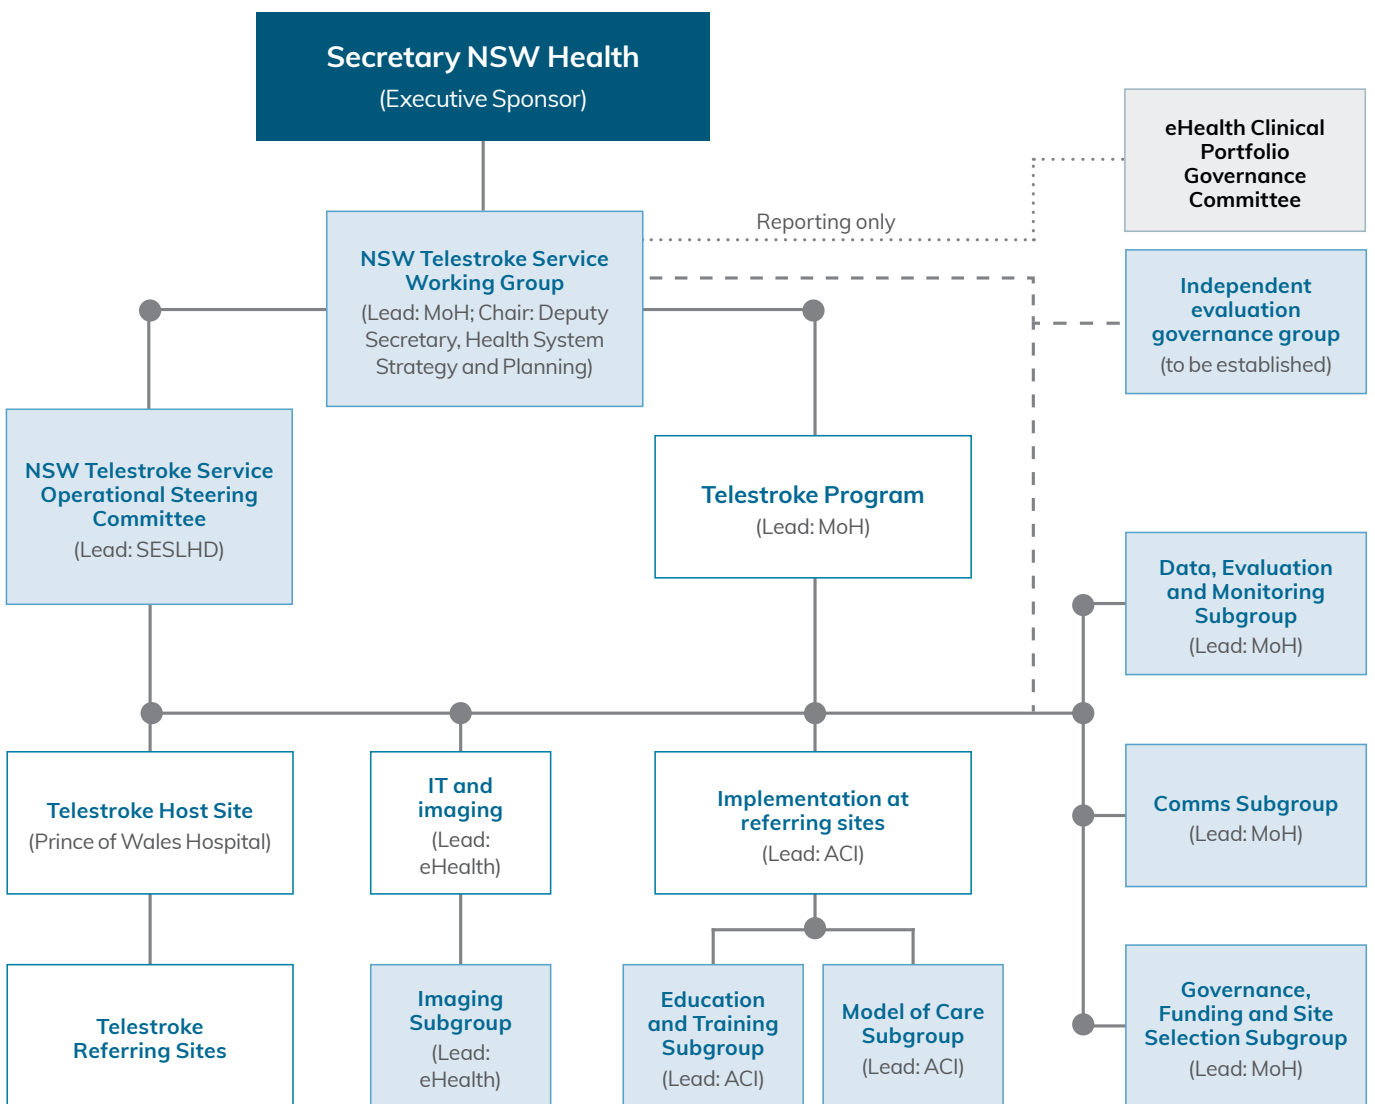 Secretary NSW Health
(Executive Sponsor)
eHealth Clinical
Portfolio
Governance
Committee
Reporting only
NSW Telestroke Service
Working Group
(Lead: MoH; Chair: Deputy
Secretary, Health System
Strategy and Planning)
Independent
evaluation
governance group
(to be established)
NSW Telestroke Service
Operational Steering
Committee
(Lead: SESLHD)
Telestroke Program
(Lead: MoH)
Data, Evaluation
and Monitoring
Subgroup
(Lead: MoH)
Telestroke Host Site
(Prince of Wales Hospital)
IT and
imaging
(Lead:
eHealth)
Implementation at
referring sites
(Lead: ACI)
Comms Subgroup
(Lead: MoH)
Telestroke
Referring Sites
Imaging
Subgroup
(Lead:
eHealth)
Education
and Training
Subgroup
(Lead: ACI)
Model of Care
Subgroup
(Lead: ACI)
Governance,
Funding and Site
Selection Subgroup
(Lead: MoH)